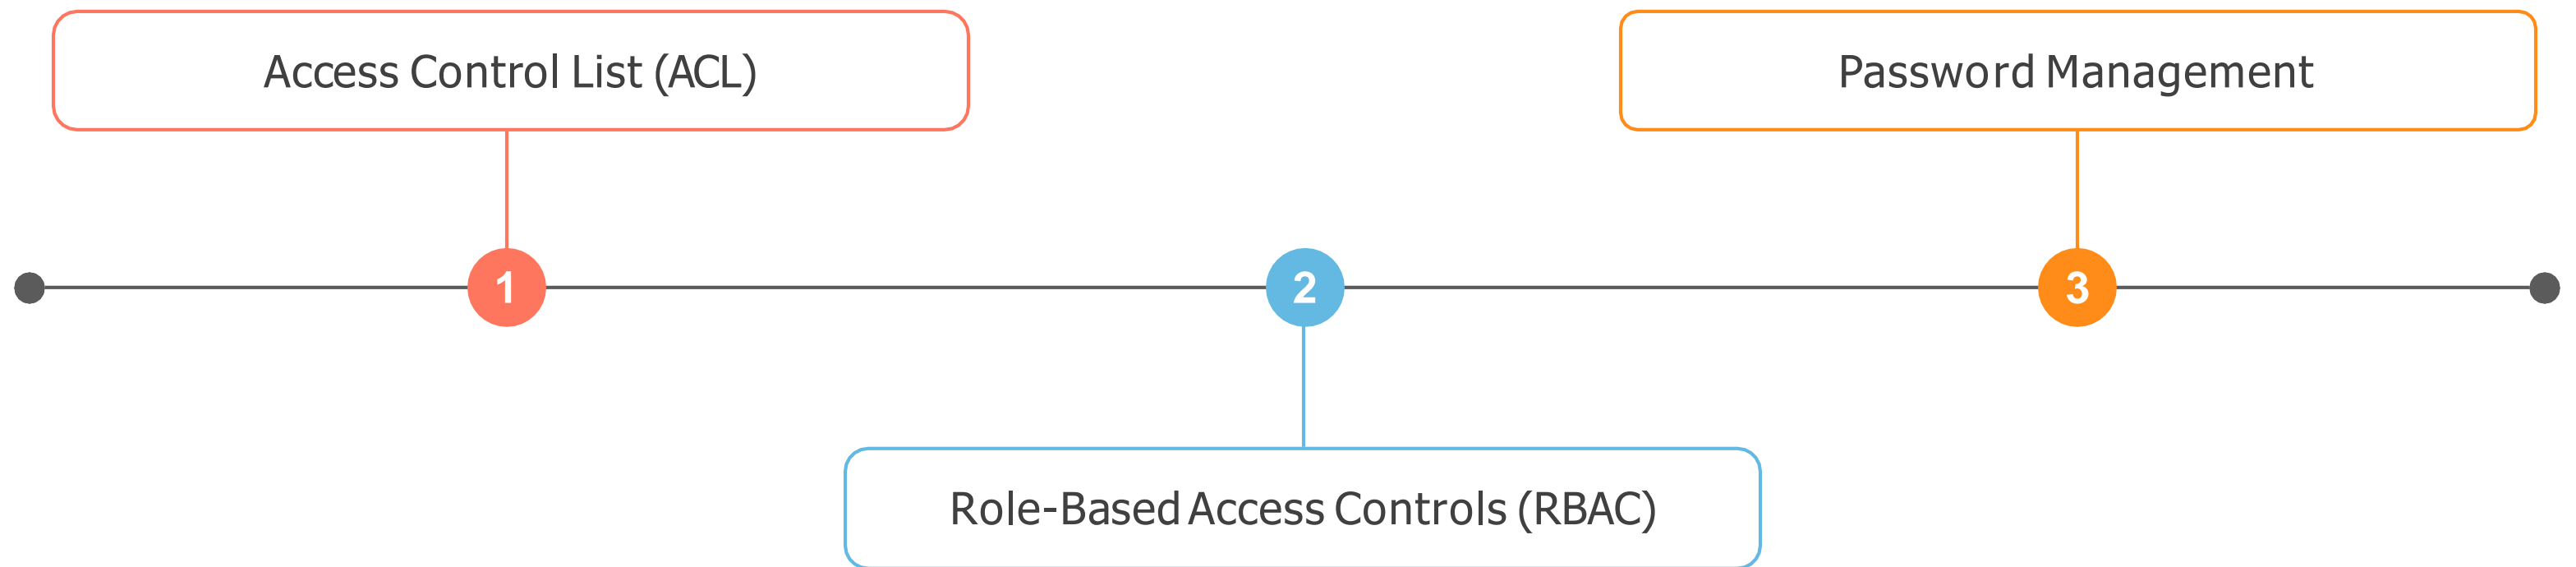 Access Control List (ACL)
Password Management
1
2
3
Role-Based Access Controls (RBAC)